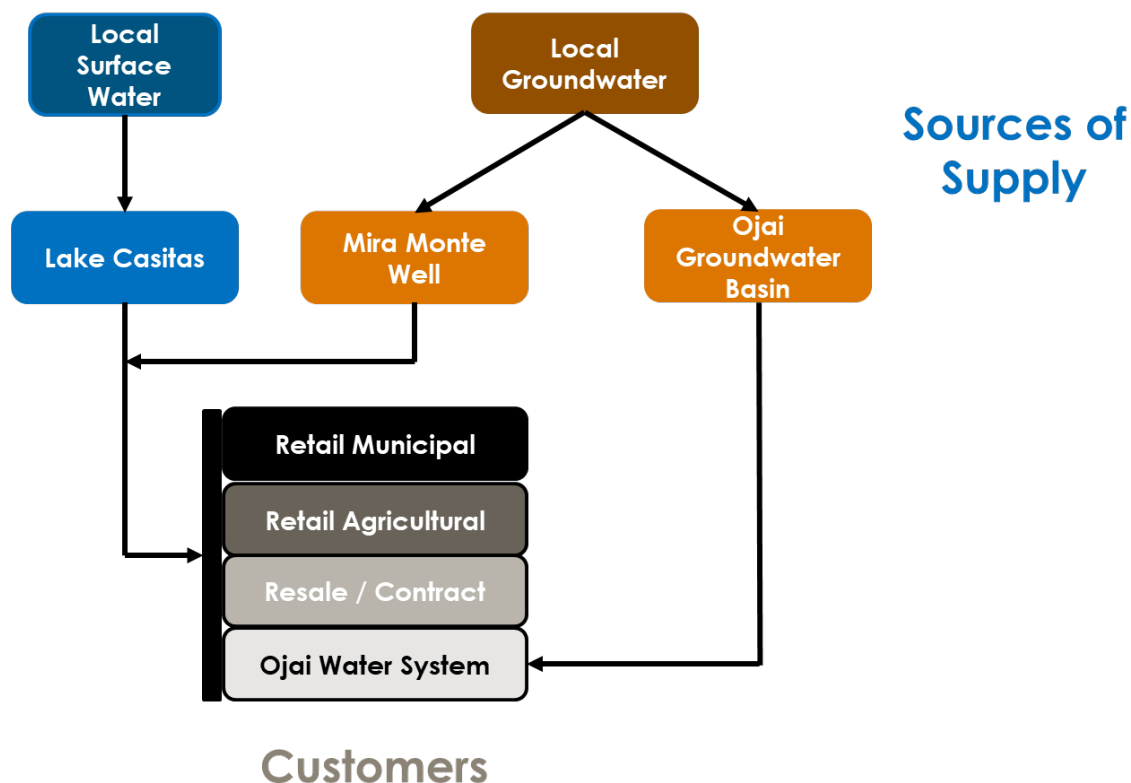 Local
Surface
Water
Local
Groundwater
Sources of
Supply
Lake Casitas
Mira Monte
Well
Ojai
Groundwater
Basin
Retail Municipal
Retail Agricultural
Resale / Contract
Ojai Water System
Customers